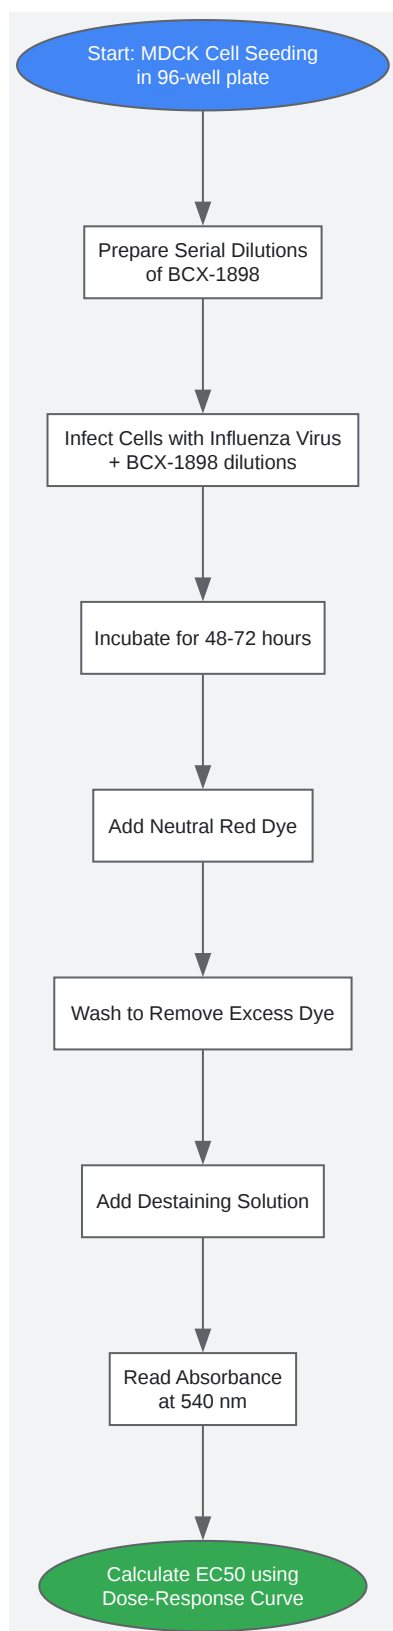 Start: MDCK Cell Seeding
in 96-well plate
Prepare Serial Dilutions
of BCX-1898
Infect Cells with Influenza Virus
+ BCX-1898 dilutions
Incubate for 48-72 hours
Add Neutral Red Dye
Wash to Remove Excess Dye
Add Destaining Solution
Read Absorbance
at 540 nm
Calculate EC50 using
Dose-Response Curve